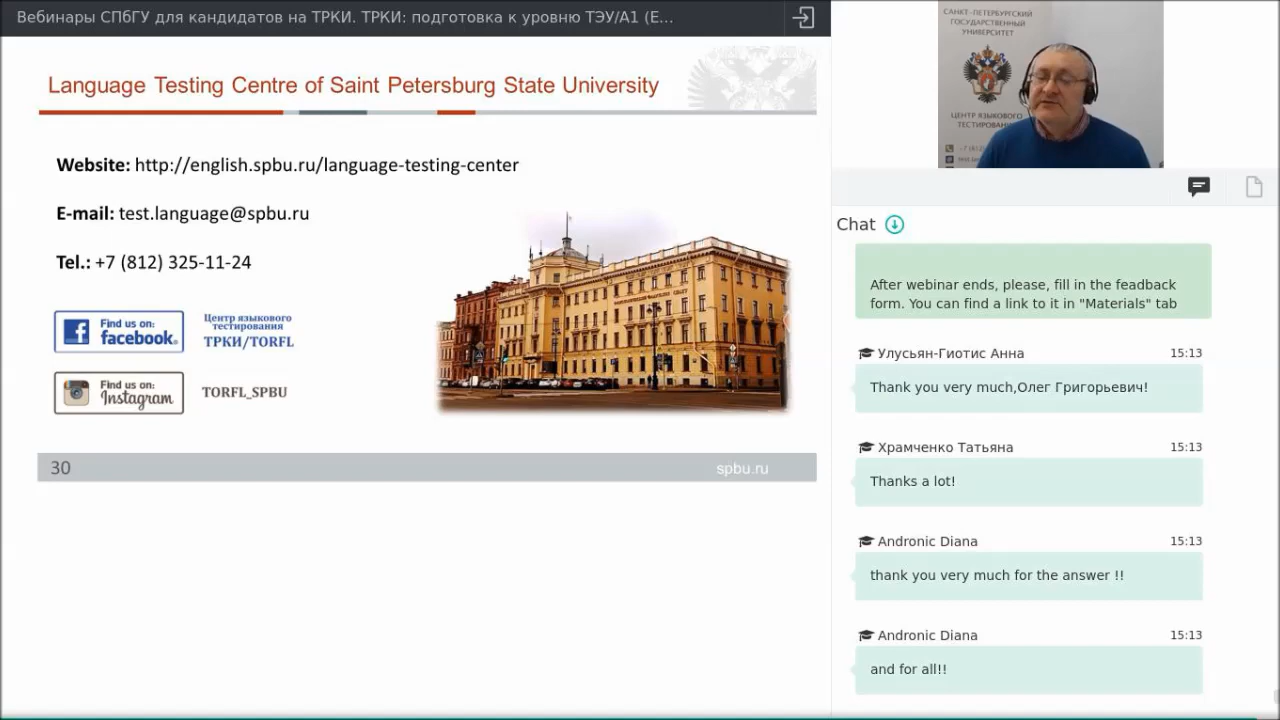 Вебинары СПбГУ для кандидатов на ТРКИ. ТРКИ: подготовка к уровню ТЭУ/А1 (Е...
Language Testing Centre of Saint Petersburg State University
Website: http://english.spbu.ru/language-testing-center
E-mail: test.language@spbu.ru
Tel.: +7 (812) 325-11-24
Find us on:
facebook.
Центр языкового
тестирования
ТРКИ/TORFL
Find us on:
Instagram
TORFL_SPBU
30
spbu.ru
САНКТ-ПЕТЕРБУРГСКИЙ
ГОСУДАРСТВЕННЫЙ
УНИВЕРСИТЕТ
ЦЕНТР ЯЗЫКОВОГО
ТЕСТИРОВАНИ
Chat
After webinar ends, please, fill in the feadback
form. You can find a link to it in "Materials" tab
Улусьян-Гиотис Анна 15:13
Thank you very much,Олег Григорьевич!
Храмченко Татьяна 15:13
Thanks a lot!
Andronic Diana 15:13
thank you very much for the answer !!
Andronic Diana 15:13
and for all!!